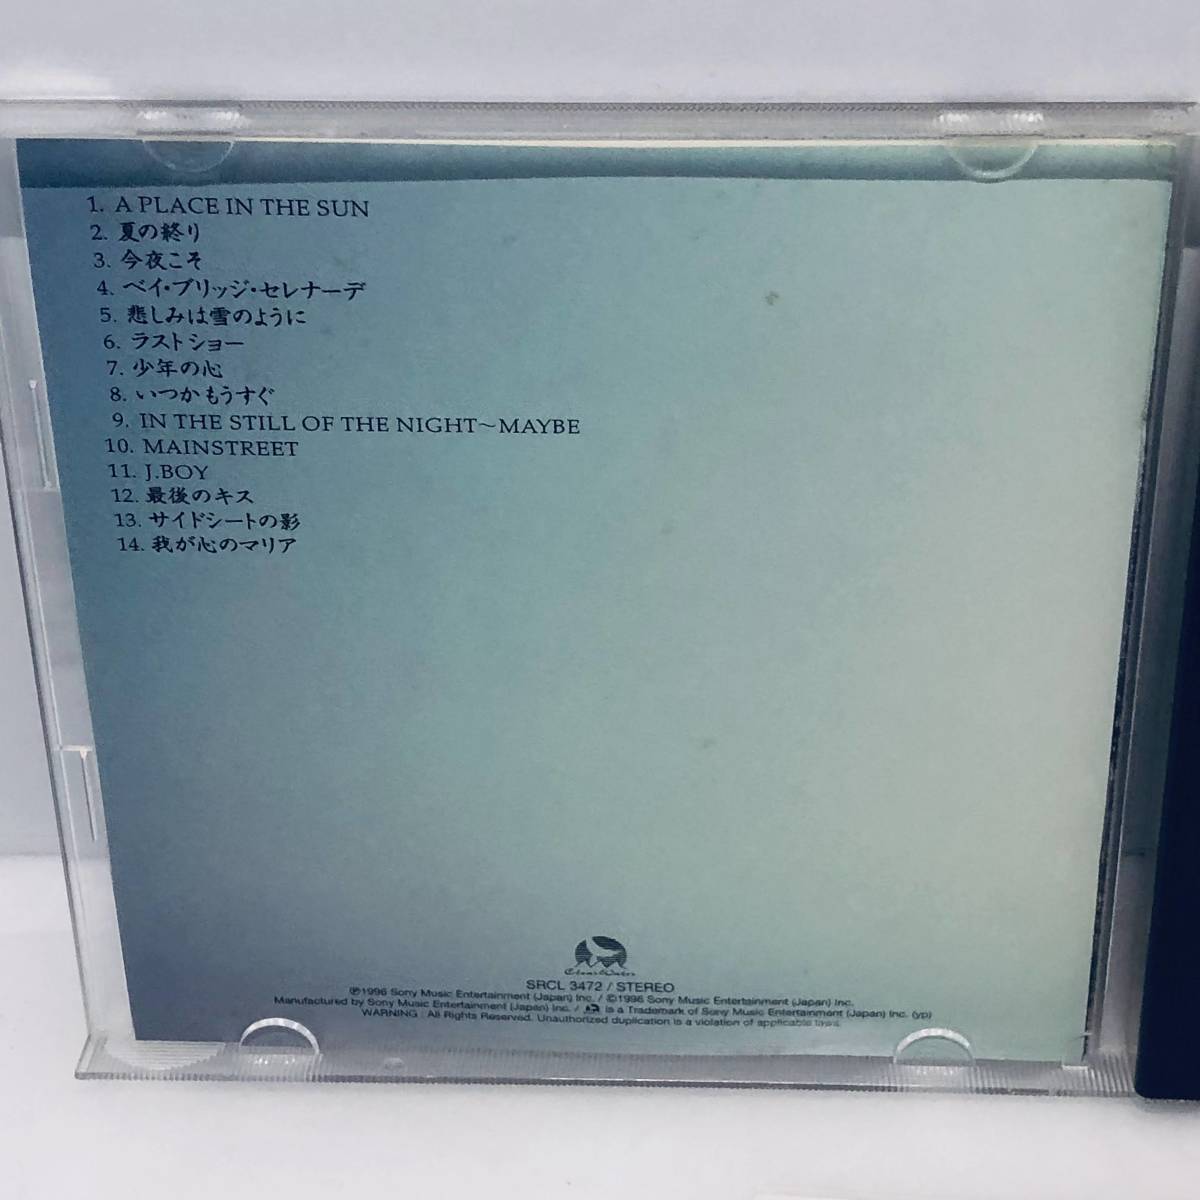 1. A PLACE IN THE SUN
2. 夏の終り
3. 今夜こそ
4. ベイ・ブリッジ・セレナーデ
5. 悲しみは雪のように
6. ラストショー
7. 少年の心
8. いつかもうすぐ
9. IN THE STILL OF THE NIGHT～MAYBE
10. MAINSTREET
11. J.BOY
12. 最後のキス
13. サイドシートの影
14. 我が心のマリア
ClearWater
SRCL 3472 / STEREO
℗1996 Sony Music Entertainment (Japan) Inc. / ©1996 Sony Music Entertainment (Japan) Inc.
Manufactured by Sony Music Entertainment (Japan) Inc. / is a Trademark of Sony Music Entertainment (Japan) Inc. (yp)
WARNING : All Rights Reserved. Unauthorized duplication is a violation of applicable laws.